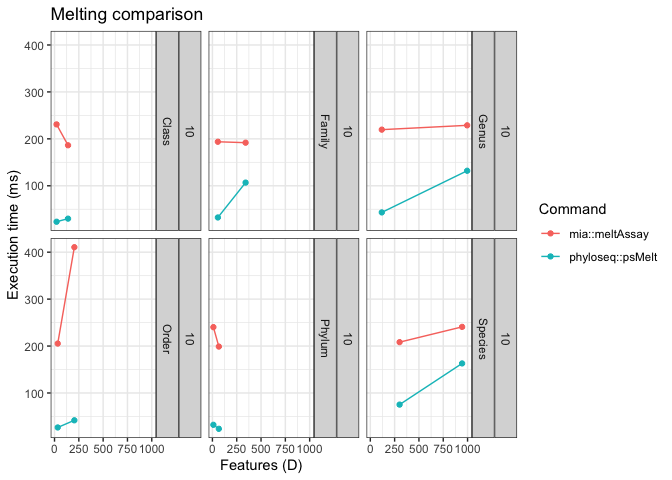 Melting comparison
Execution time (ms)
400
300
200
100
Class
10
Family
10
Genus
10
400
300
200
100
Order
10
Phylum
10
Species
10
0 250 500 750 1000
0 250 500 750 1000
0 250 500 750 1000
Features (D)
Command
mia::meltAssay
phyloseq::psMelt